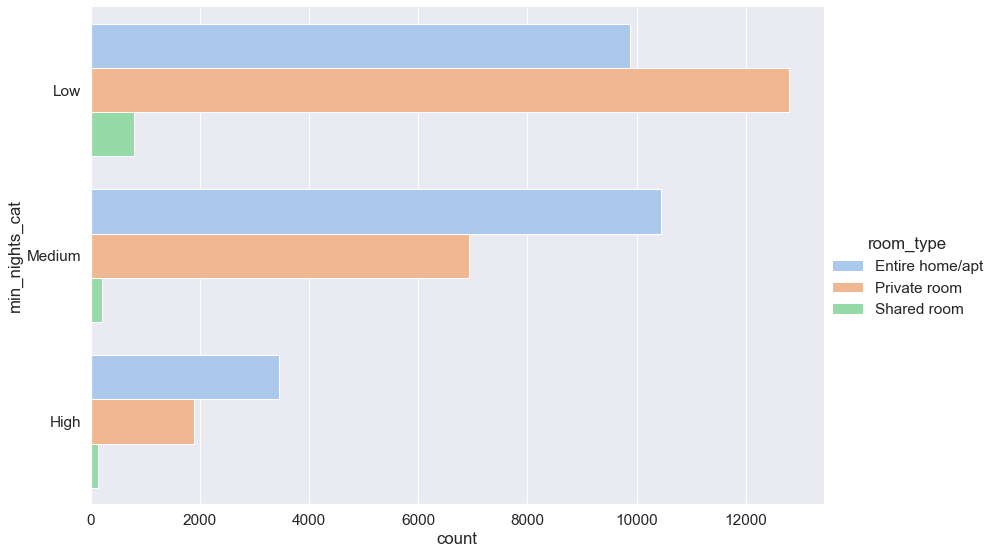 Low
Medium
High
min_nights_cat
0 2000 4000 6000 8000 10000 12000
count
room_type
Entire home/apt
Private room
Shared room